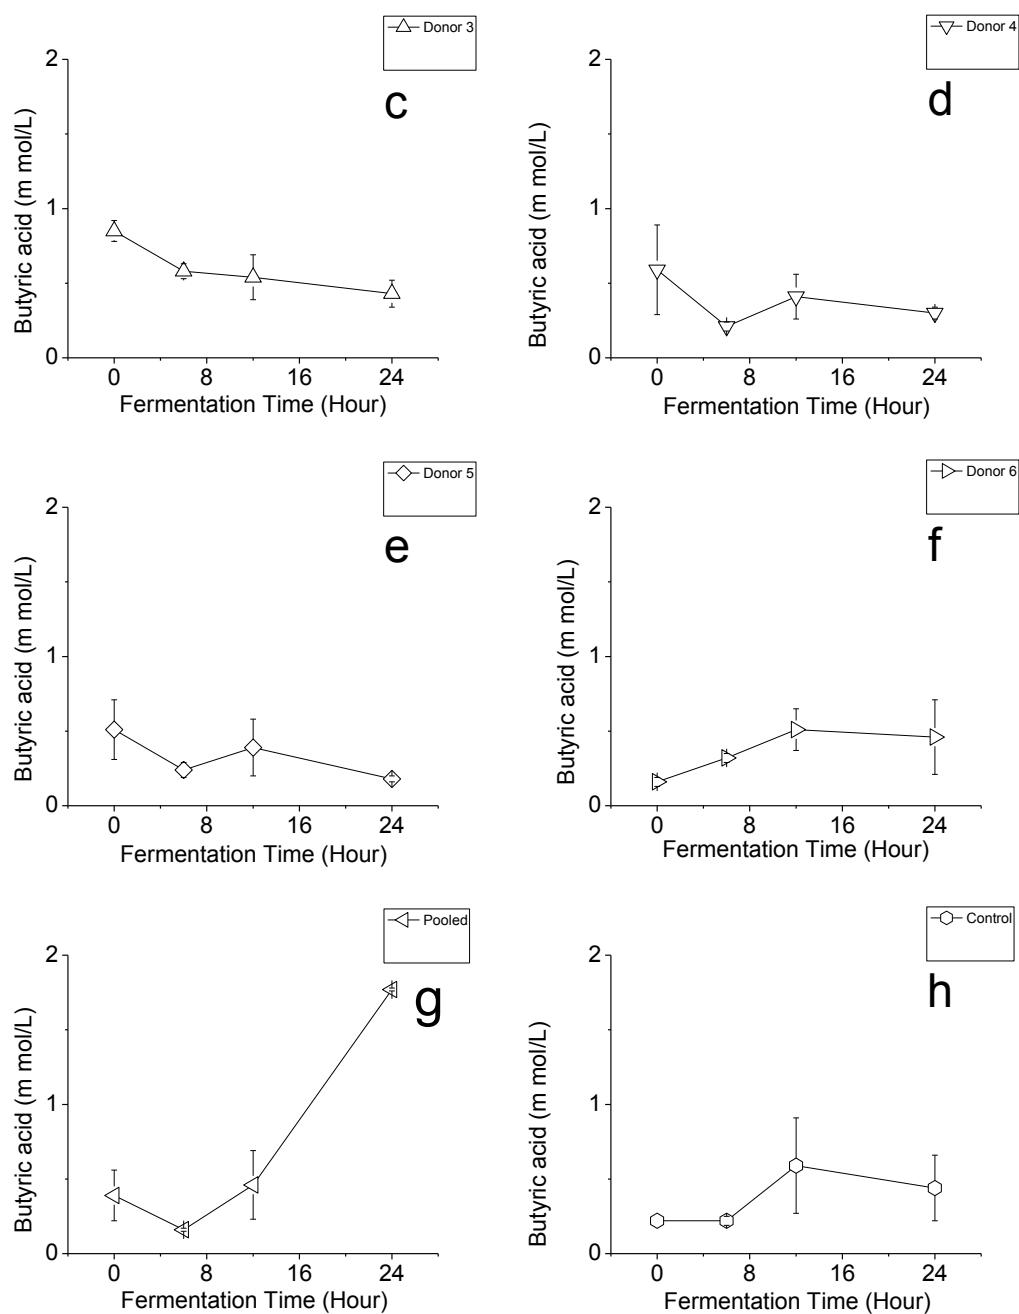 Donor 3
c
2
1
0
Butyric acid (m mol/L)
0 8 16 24
Fermentation Time (Hour)
Donor 4
d
2
1
0
Butyric acid (m mol/L)
0 8 16 24
Fermentation Time (Hour)
Donor 5
e
2
1
0
Butyric acid (m mol/L)
0 8 16 24
Fermentation Time (Hour)
Donor 6
f
2
1
0
Butyric acid (m mol/L)
0 8 16 24
Fermentation Time (Hour)
Pooled
g
2
1
0
Butyric acid (m mol/L)
0 8 16 24
Fermentation Time (Hour)
Control
h
2
1
0
Butyric acid (m mol/L)
0 8 16 24
Fermentation Time (Hour)